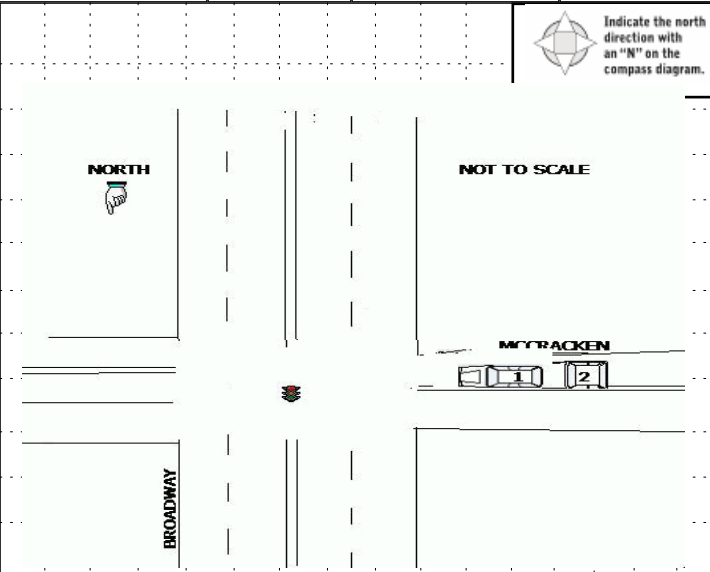 Indicate the north
direction with
an “N” on the
compass diagram.
NORTH
NOT TO SCALE
MCCRACKEN
1
2
BROADWAY